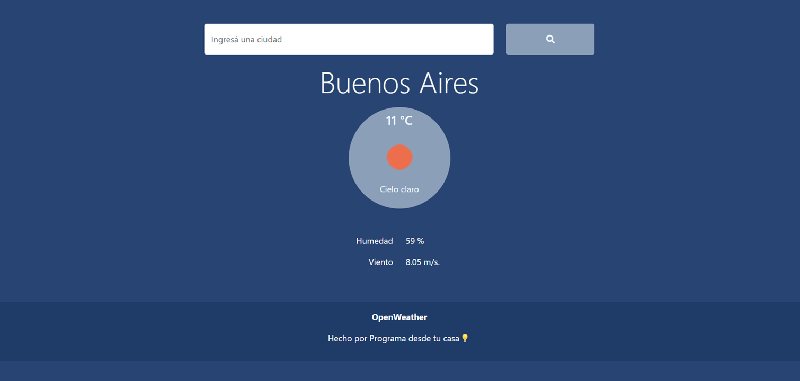 Ingresá una ciudad
Buenos Aires
11 °C
Cielo claro
Humedad 59 %
Viento 8.05 m/s.
OpenWeather
Hecho por Programa desde tu casa💡